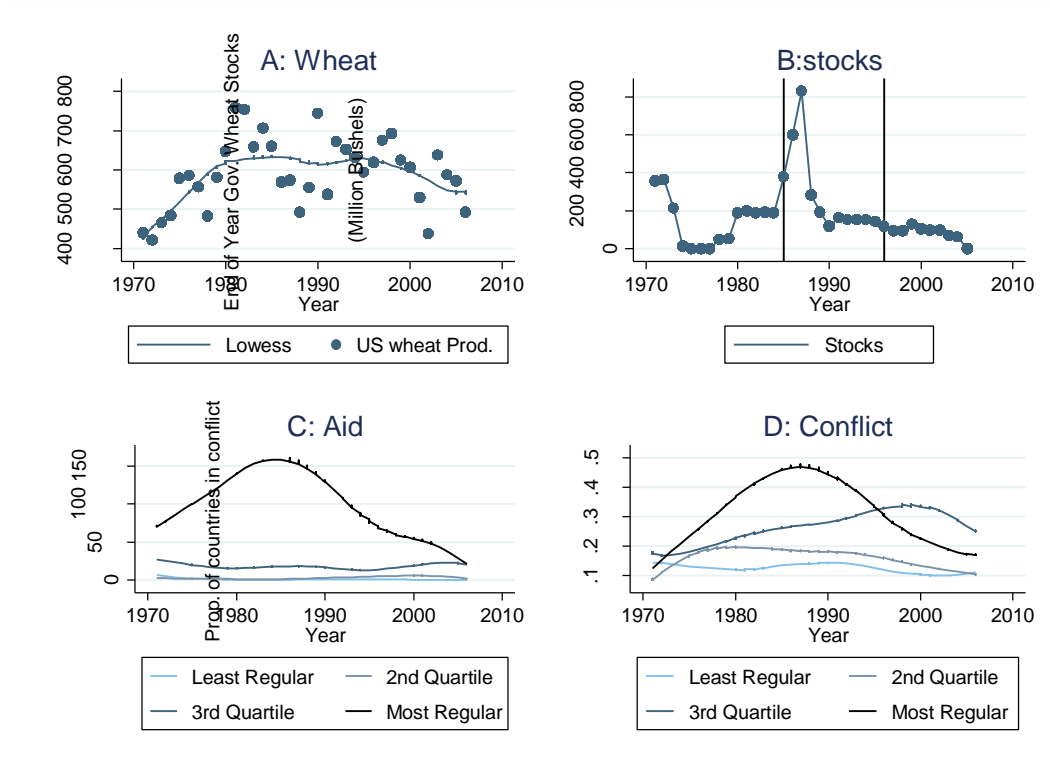 A: Wheat
End of Year Gov. Wheat Stocks
(Million Bushels)
400 500 600 700 800
1970 1980 1990 2000 2010
Year
Lowess US wheat Prod.
B:stocks
0 200 400 600 800
1970 1980 1990 2000 2010
Year
Stocks
C: Aid
Prop. of countries in conflict
0 50 100 150
1970 1980 1990 2000 2010
Year
Least Regular 2nd Quartile
3rd Quartile Most Regular
D: Conflict
.1 .2 .3 .4 .5
1970 1980 1990 2000 2010
Year
Least Regular 2nd Quartile
3rd Quartile Most Regular